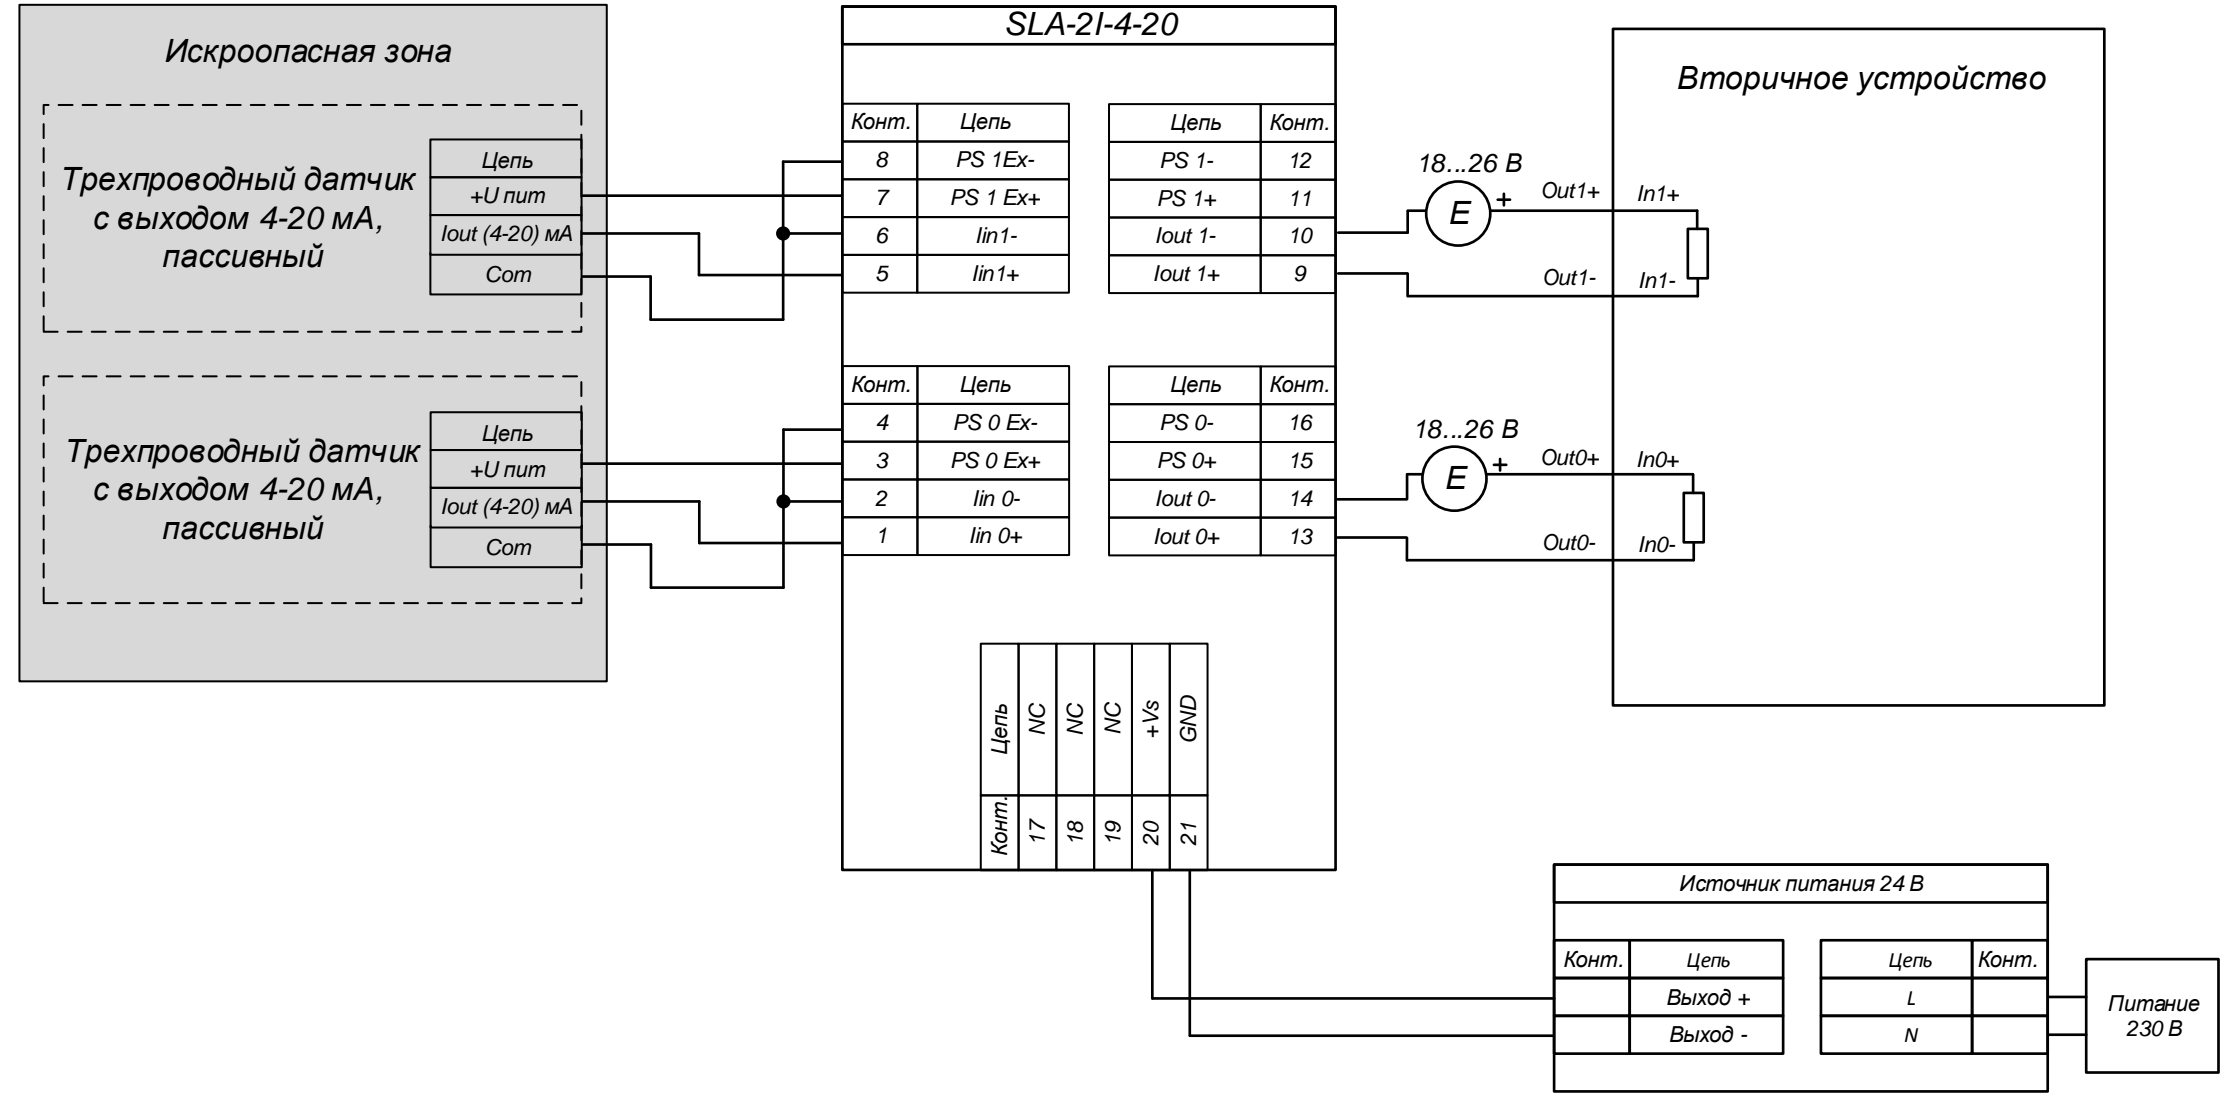 SLA-2I-4-20
Искроопасная зона
Трехпроводный датчик
с выходом 4-20 мА,
пассивный
Цепь
+U пит
Iout (4-20) мА
Com
Трехпроводный датчик
с выходом 4-20 мА,
пассивный
Цепь
+U пит
Iout (4-20) мА
Com
Конт. Цепь
8 PS 1Ex-
7 PS 1 Ex+
6 Iin1-
5 Iin1+
Цепь Конт.
PS 1- 12
PS 1+ 11
Iout 1- 10
Iout 1+ 9
Конт. Цепь
4 PS 0 Ex-
3 PS 0 Ex+
2 Iin 0-
1 Iin 0+
Цепь Конт.
PS 0- 16
PS 0+ 15
Iout 0- 14
Iout 0+ 13
Цепь NC NC NC +Vs GND
Конт. 17 18 19 20 21
Вторичное устройство
18...26 В
E
+
Out1+ In1+
Out1- In1-
18...26 В
E
+
Out0+ In0+
Out0- In0-
Источник питания 24 В
Конт. Цепь
Выход +
Выход -
Цепь Конт.
L
N
Питание
230 В